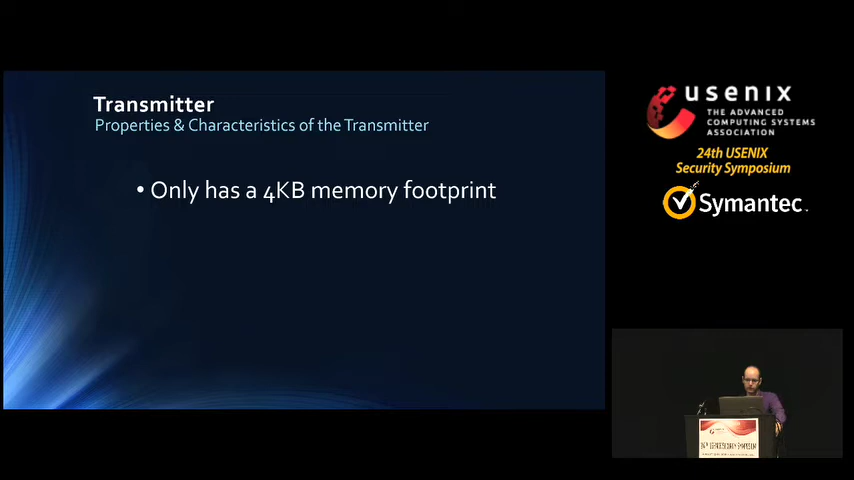 Transmitter
Properties & Characteristics of the Transmitter
• Only has a 4KB memory footprint
usenix
THE ADVANCED
COMPUTING SYSTEMS
ASSOCIATION
24th USENIX
Security Symposium
Symantec.